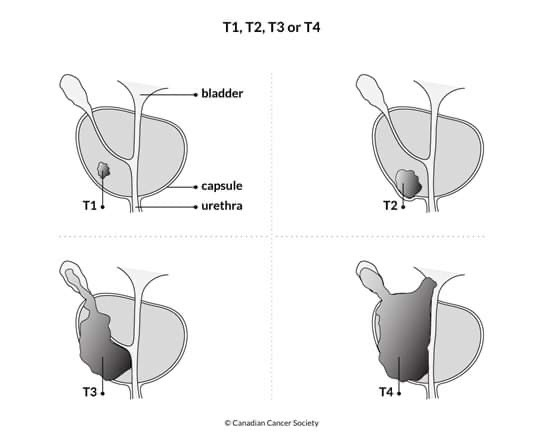 T1, T2, T3 or T4
bladder
capsule
T1
urethra
T2
T3
T4
© Canadian Cancer Society